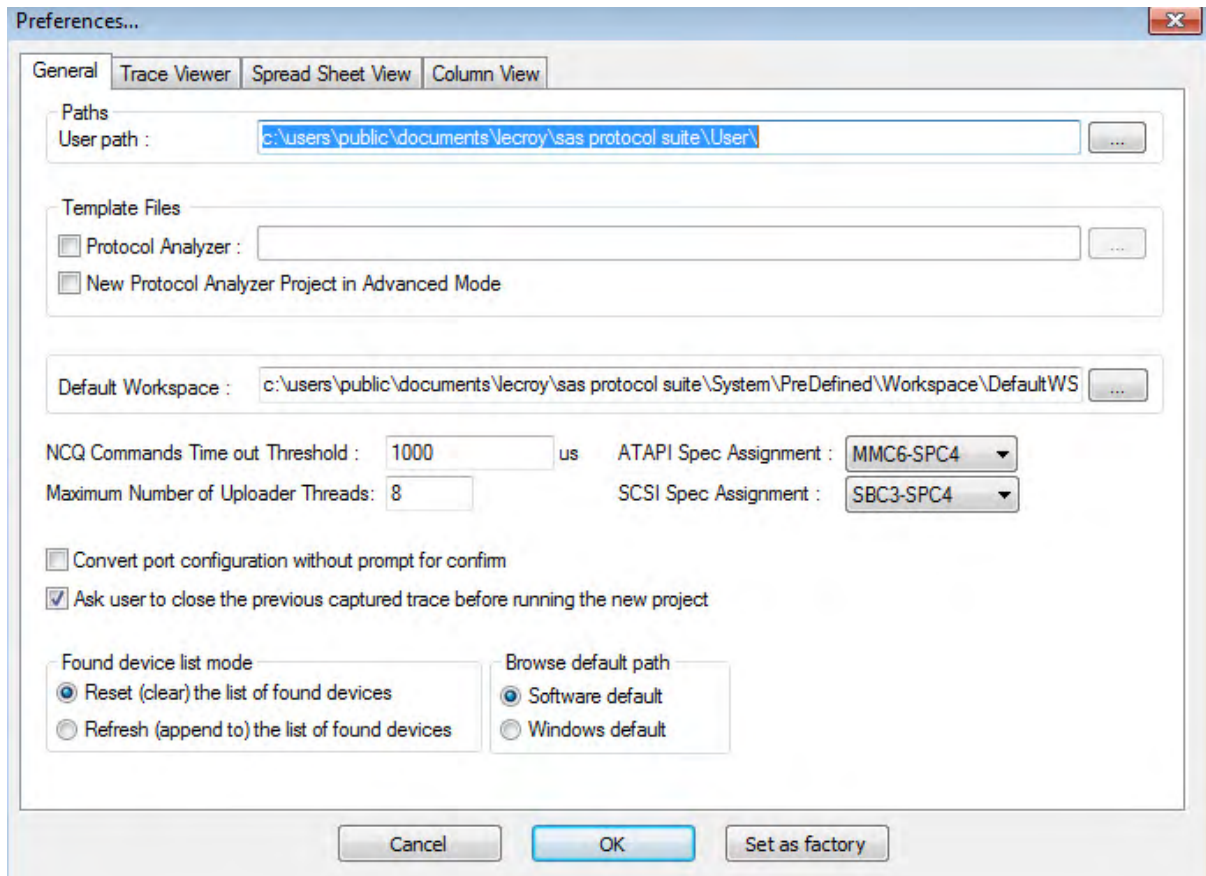 Preferences...
General Trace Viewer Spread Sheet View Column View
Paths
User path : c:\users\public\documents\lecroy\sas protocol suite\User\ ...
Template Files
Protocol Analyzer : ...
New Protocol Analyzer Project in Advanced Mode
Default Workspace : c:\users\public\documents\lecroy\sas protocol suite\System\PreDefined\Workspace\DefaultWS ...
NCQ Commands Time out Threshold : 1000 us ATAPI Spec Assignment : MMC6-SPC4
Maximum Number of Uploader Threads: 8 SCSI Spec Assignment : SBC3-SPC4
Convert port configuration without prompt for confirm
Ask user to close the previous captured trace before running the new project
Found device list mode
Reset (clear) the list of found devices
Refresh (append to) the list of found devices
Browse default path
Software default
Windows default
Cancel OK Set as factory